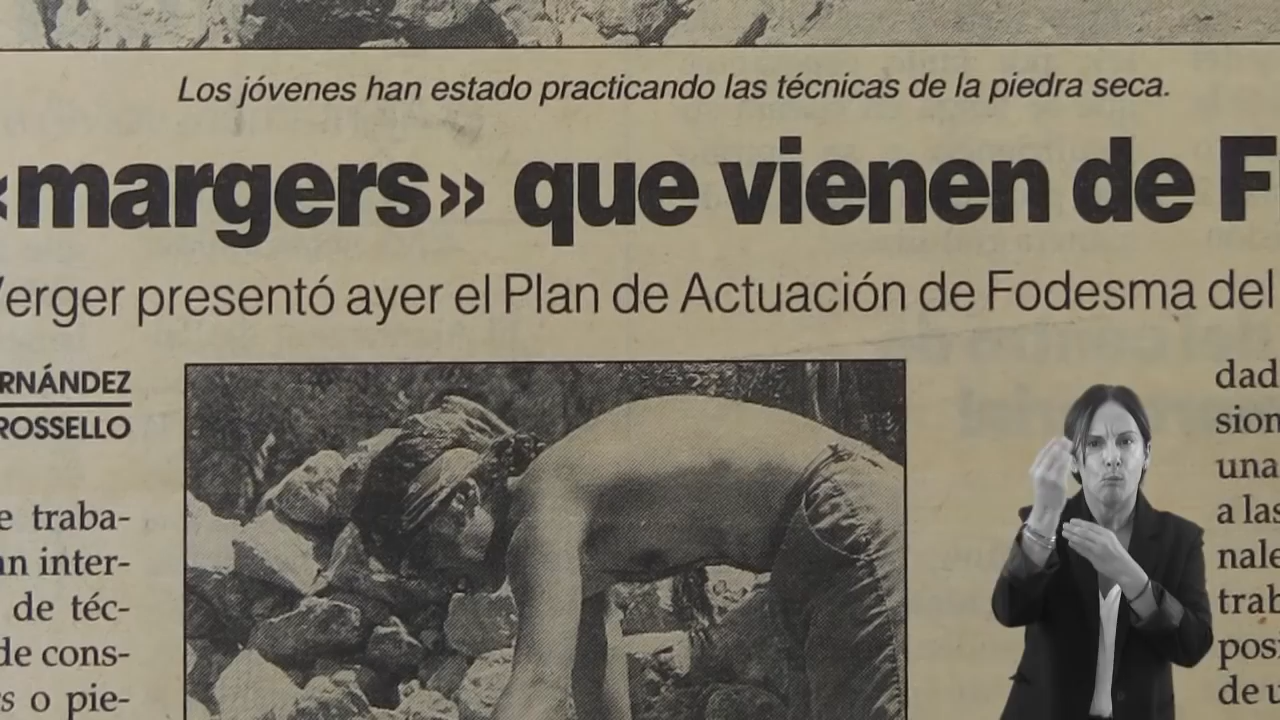 Los jóvenes han estado practicando las técnicas de la piedra seca.
«margers» que vienen de F
erger presentó ayer el Plan de Actuación de Fodesma del
RNÁNDEZ
ROSSELLO
e traba-
an inter-
de téc-
de cons-
s o pie-
dad
sion
una
a las
nale
trab
pos
de u